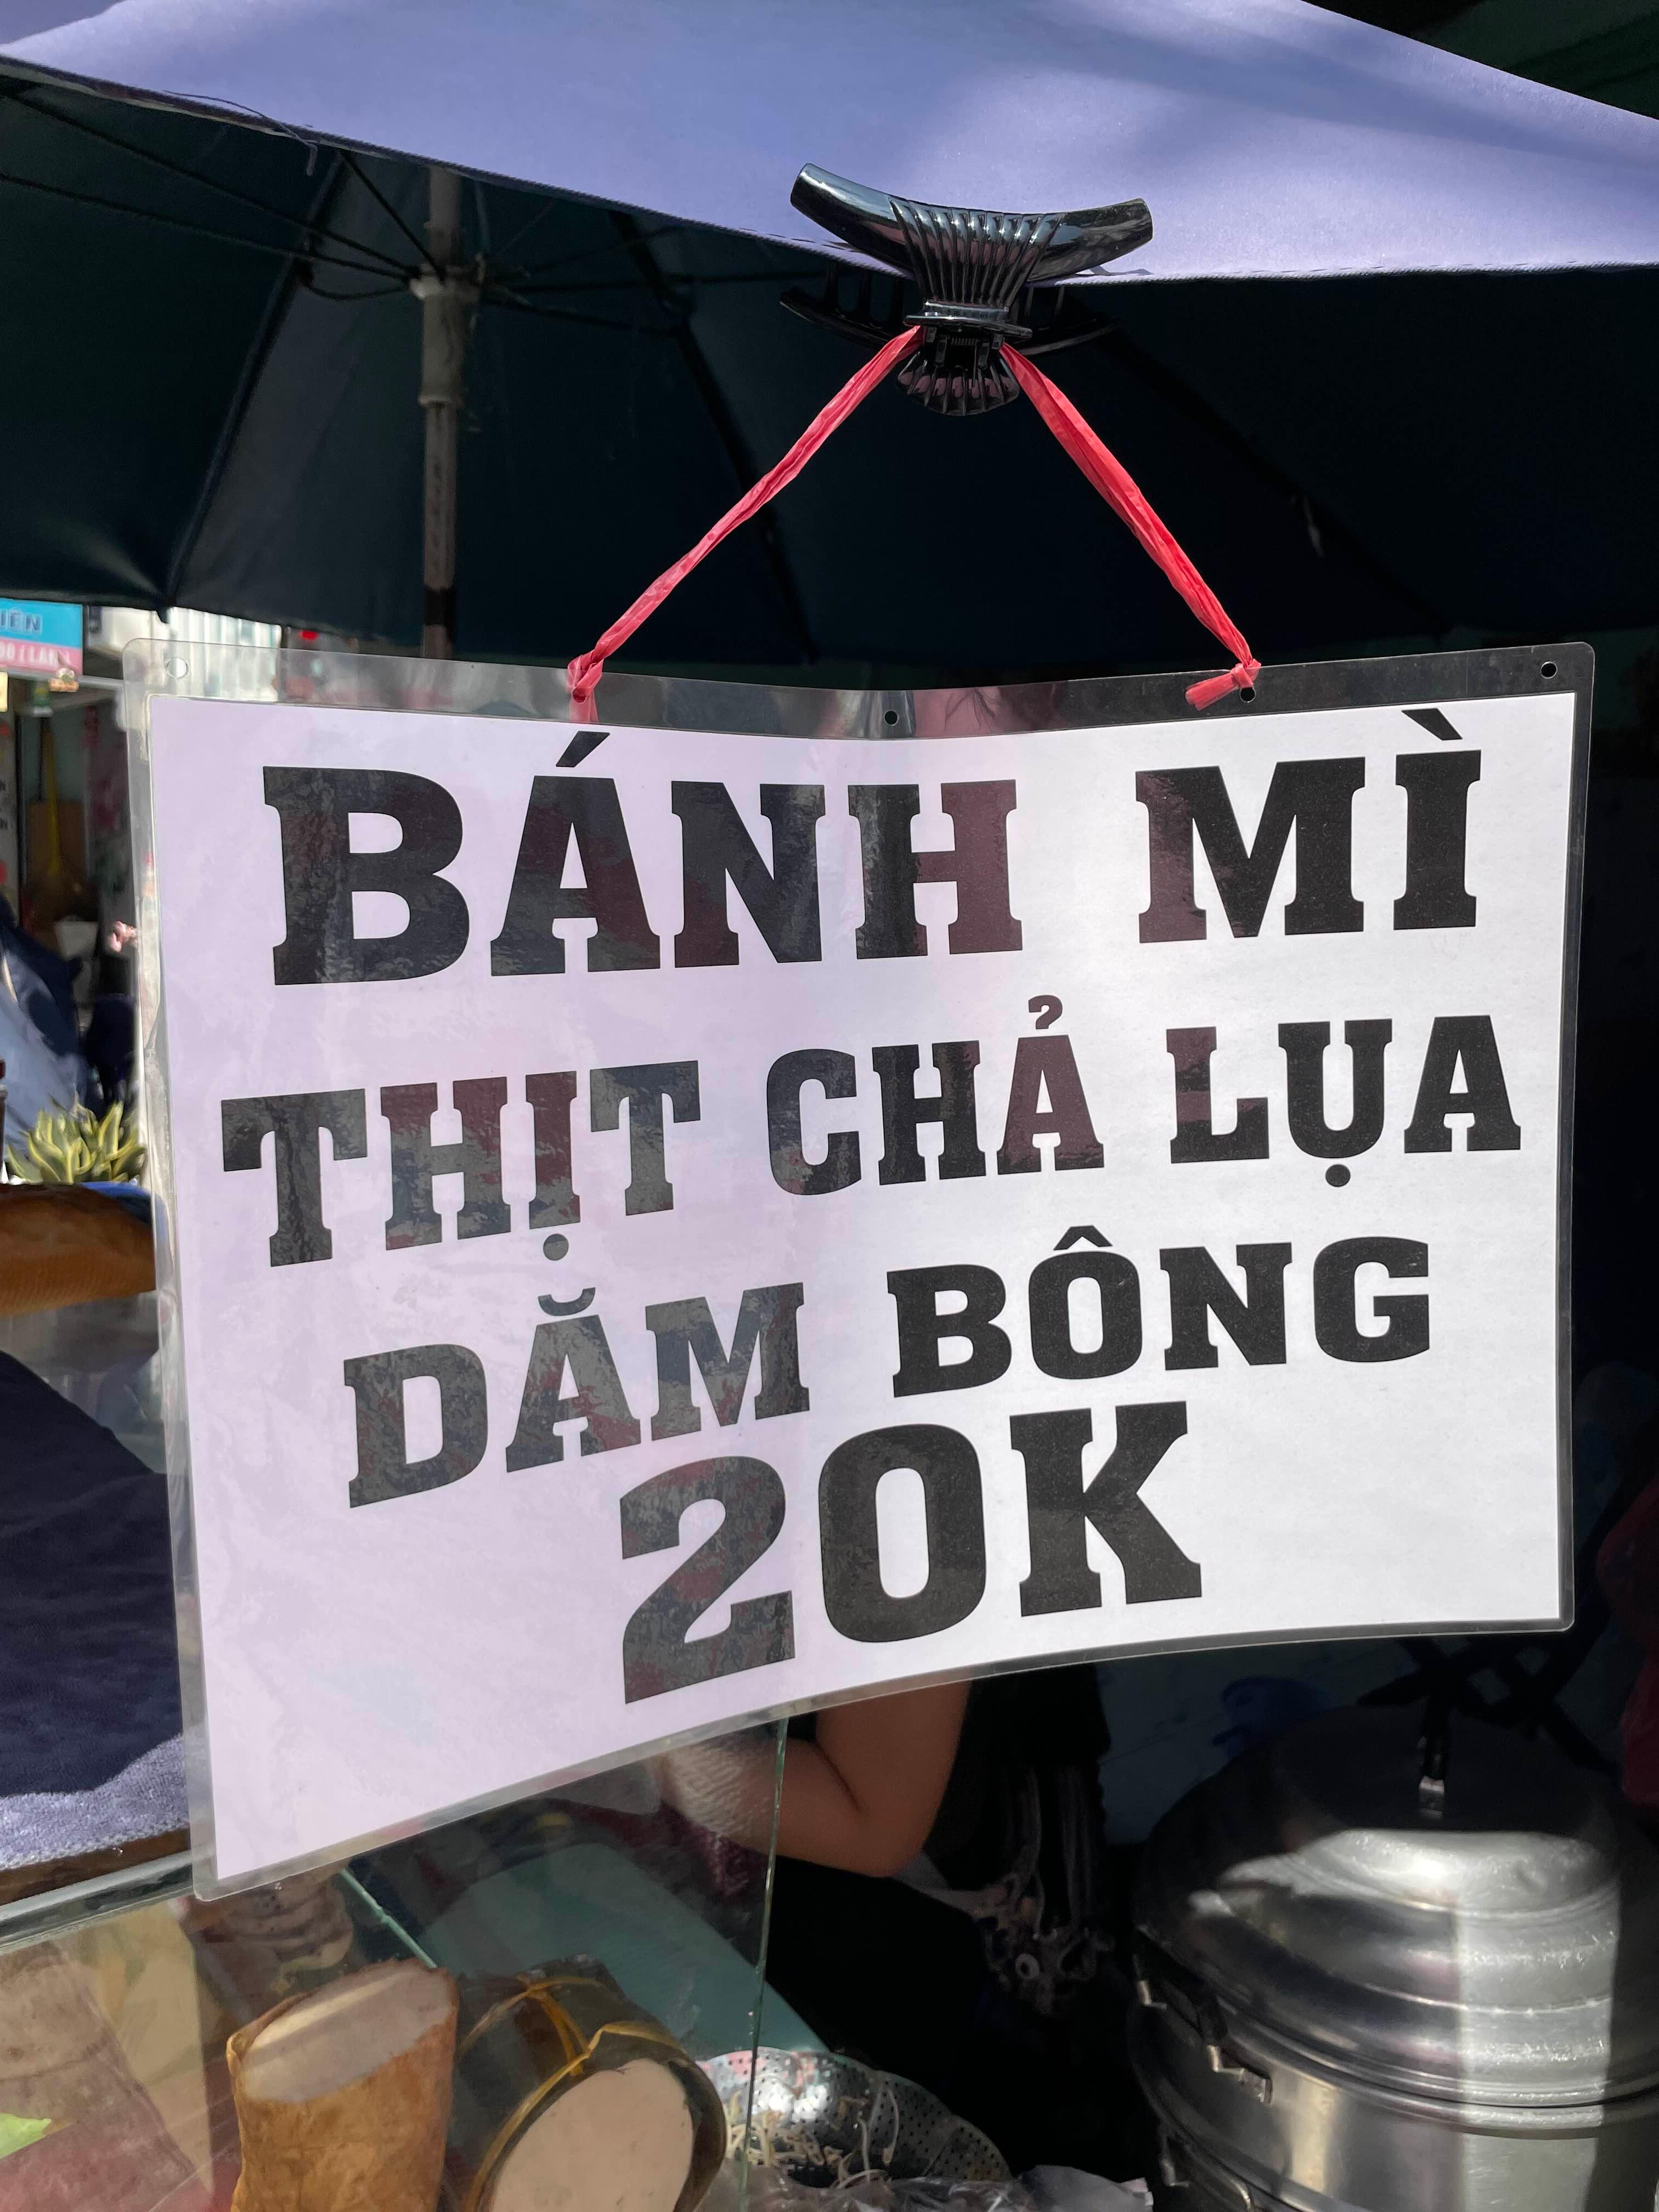 BÁNH MÌ
THỊT CHẢ LỤA
DĂM BÔNG
20K